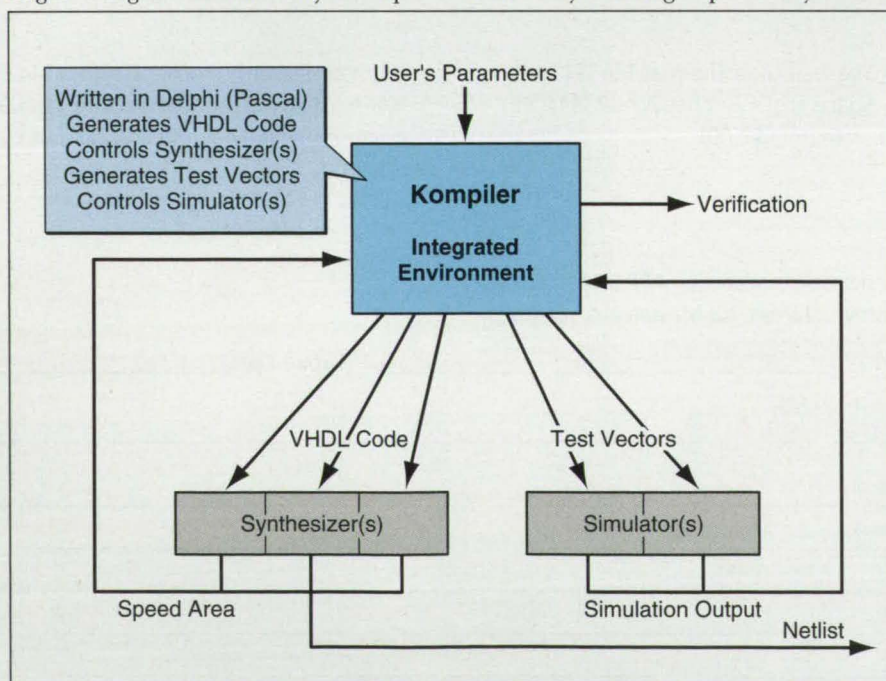 User's Parameters
Written in Delphi (Pascal)
Generates VHDL Code
Controls Synthesizer(s)
Generates Test Vectors
Controls Simulator(s)
Kompiler
Integrated
Environment
Verification
VHDL Code
Test Vectors
Synthesizer(s)
Simulator(s)
Speed Area
Simulation Output
Netlist